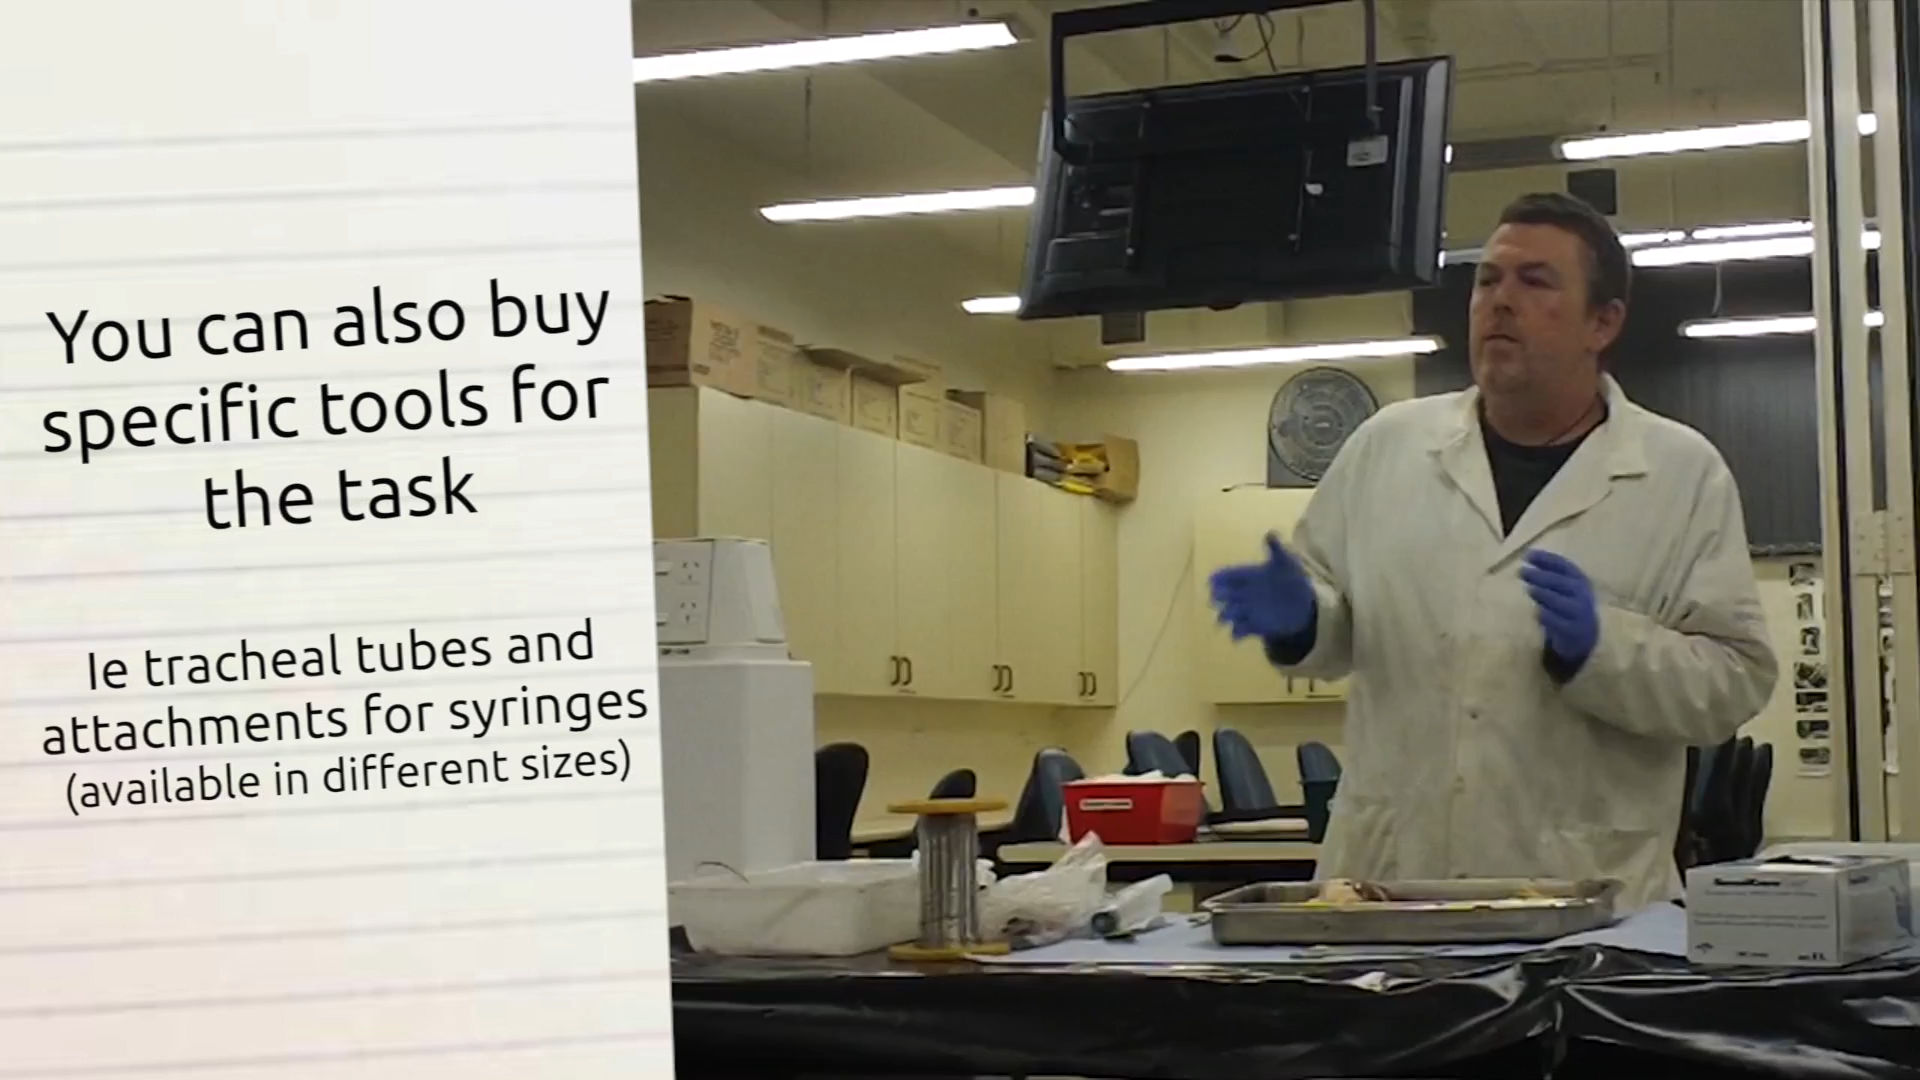 You can also buy
specific tools for
the task
Ie tracheal tubes and
attachments for syringes
(available in different sizes)